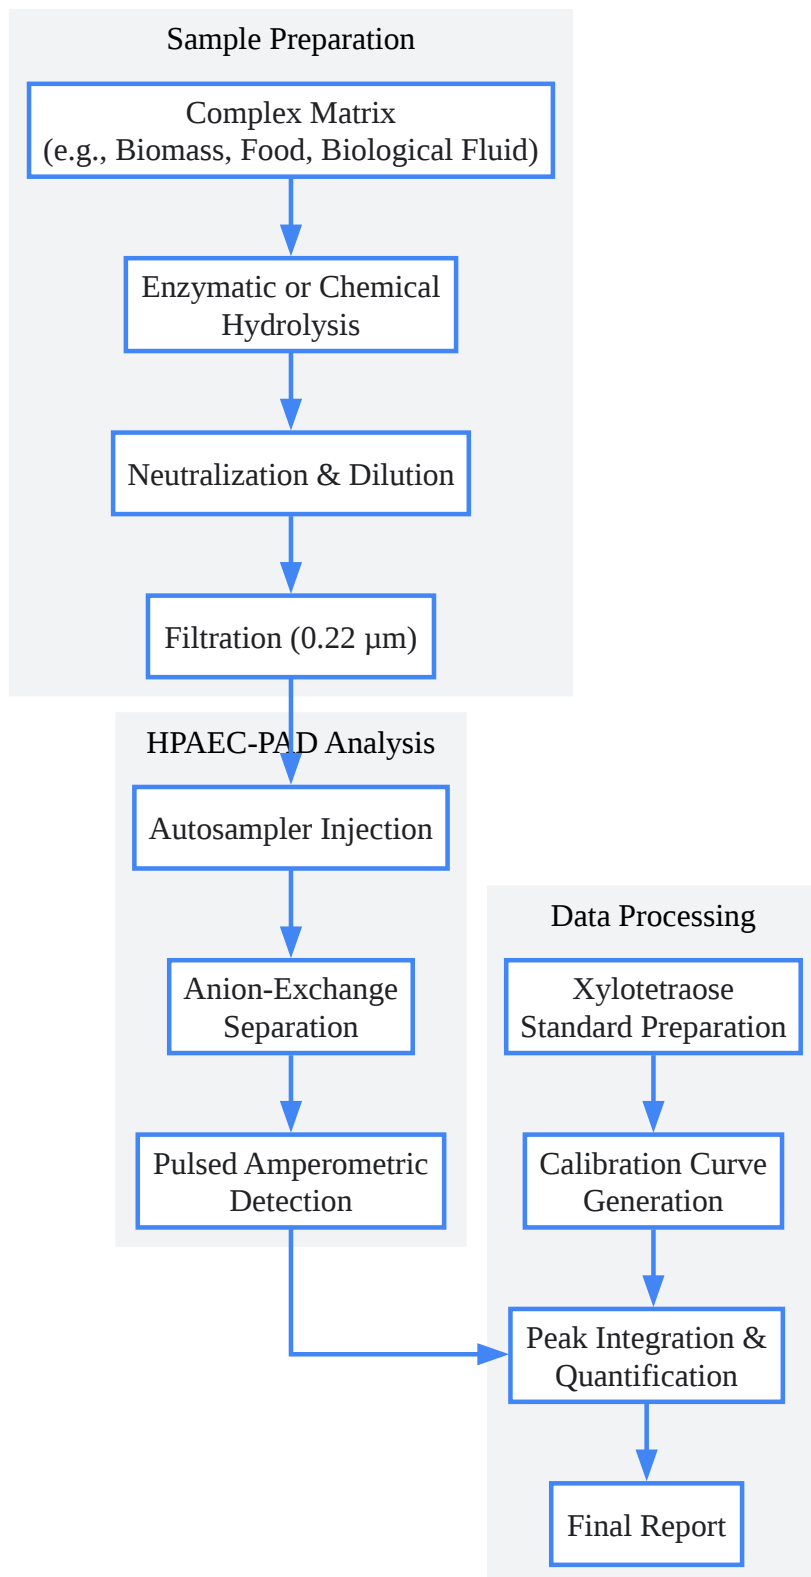 Sample Preparation
Complex Matrix
(e.g., Biomass, Food, Biological Fluid)
Enzymatic or Chemical
Hydrolysis
Neutralization & Dilution
Filtration (0.22 µm)
HPAEC-PAD Analysis
Autosampler Injection
Anion-Exchange
Separation
Pulsed Amperometric
Detection
Data Processing
Xylotetraose
Standard Preparation
Calibration Curve
Generation
Peak Integration &
Quantification
Final Report